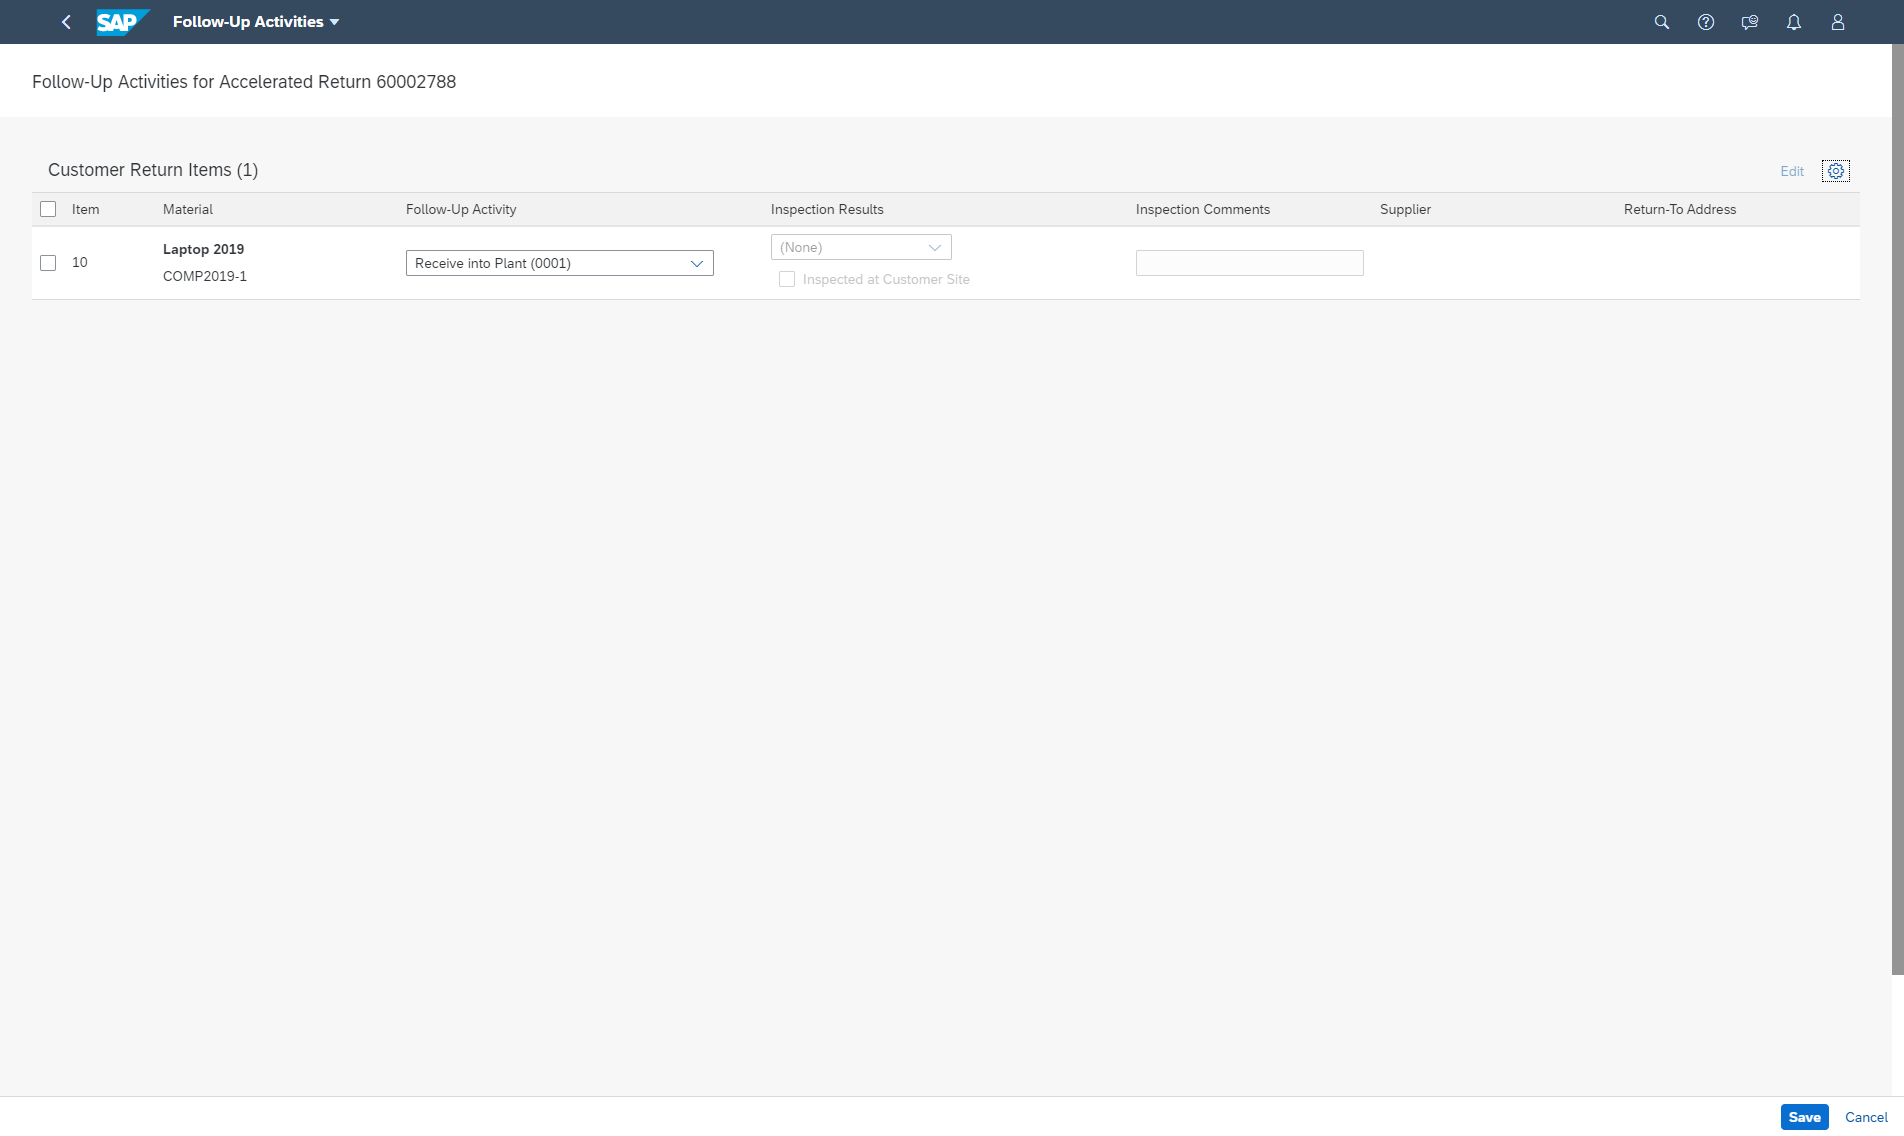 SAP Follow-Up Activities
Follow-Up Activities for Accelerated Return 60002788
Customer Return Items (1)
Edit
Item Material Follow-Up Activity Inspection Results Inspection Comments Supplier Return-To Address
10
Laptop 2019
COMP2019-1
Receive into Plant (0001)
(None)
Inspected at Customer Site
Save Cancel